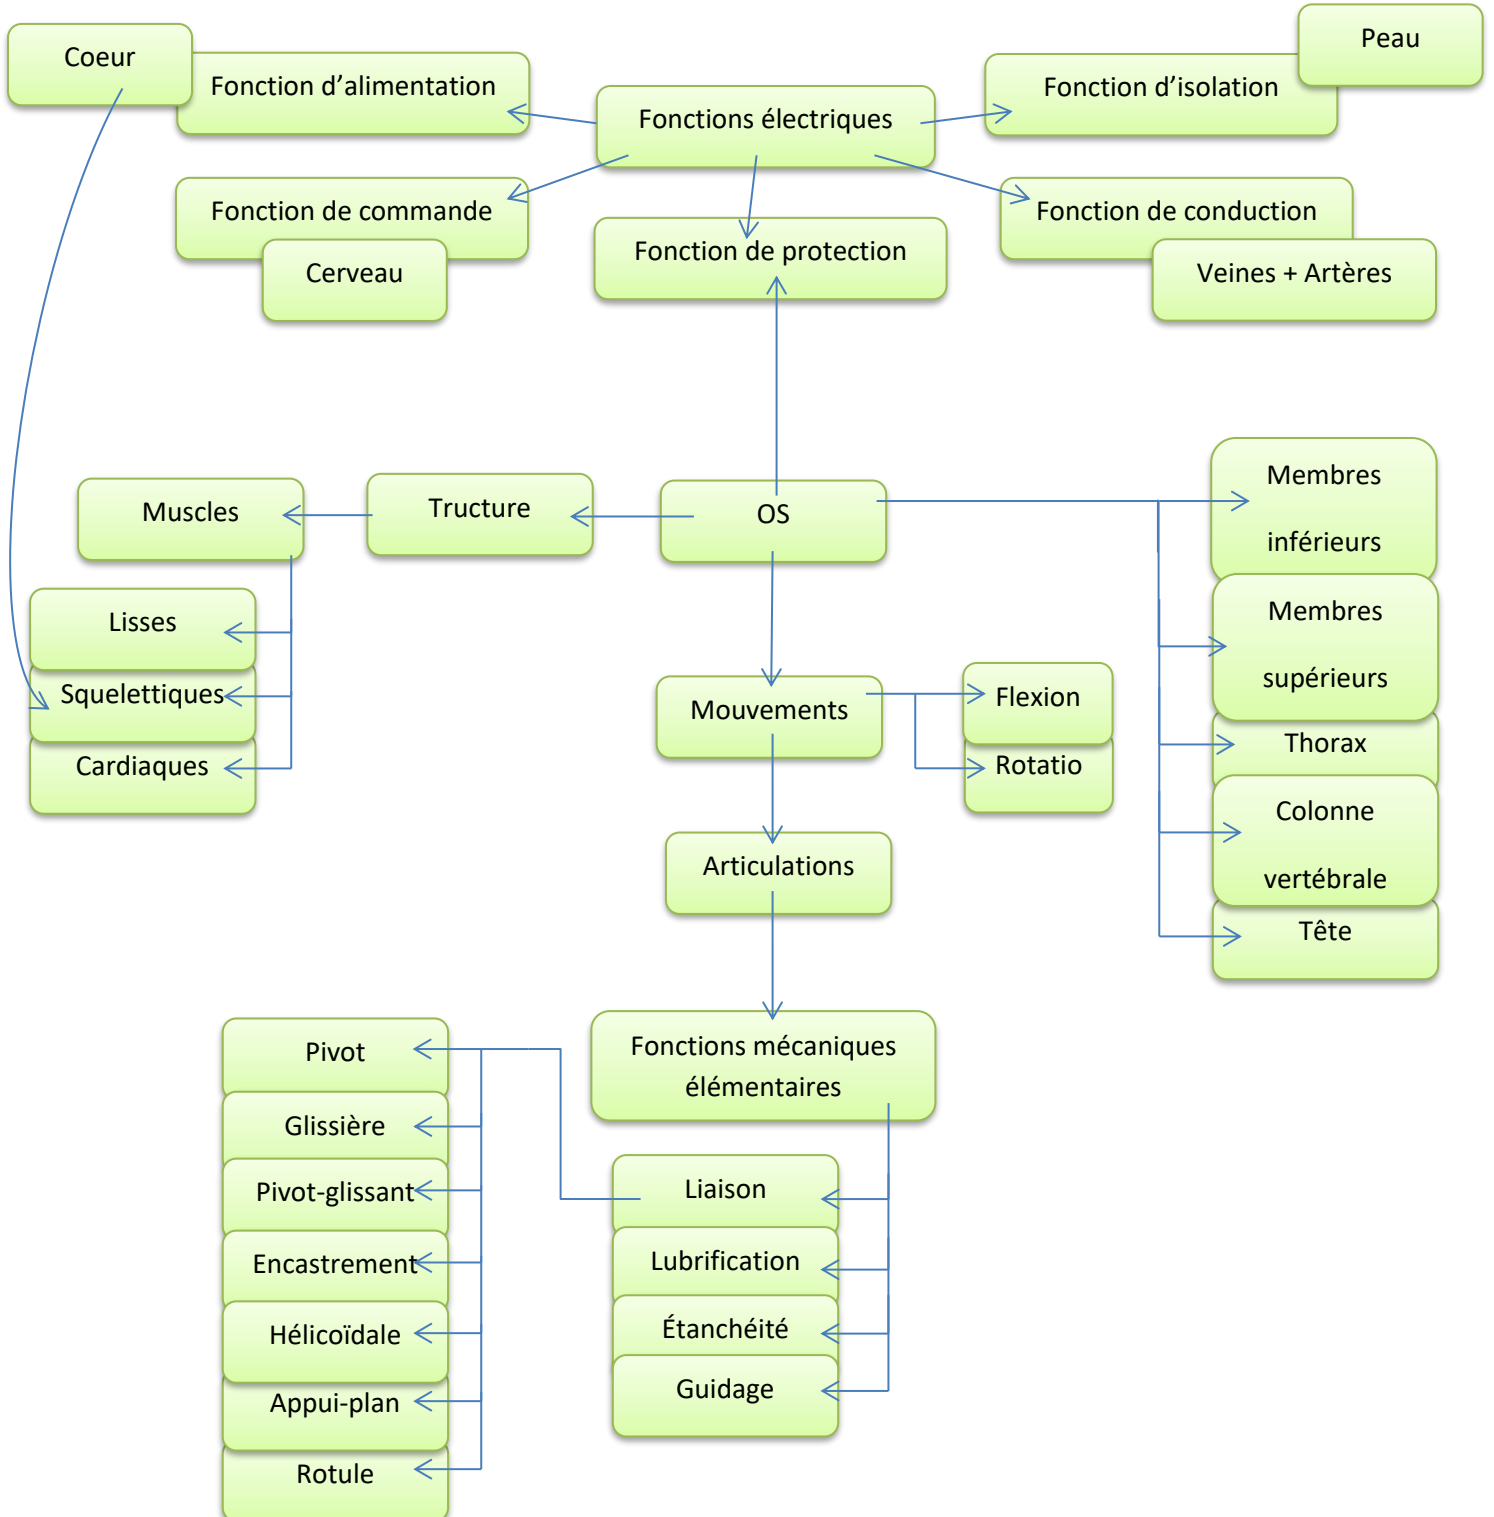 Coeur
Peau
Fonction d’alimentation
Fonction d’isolation
Fonctions électriques
Fonction de commande
Fonction de conduction
Fonction de protection
Cerveau
Veines + Artères
Muscles
Tructure
OS
Membres
inférieurs
Lisses
Squelettiques
Cardiaques
Mouvements
Flexion
Rotatio
Membres
supérieurs
Thorax
Colonne
vertébrale
Tête
Articulations
Fonctions mécaniques
élémentaires
Pivot
Glissière
Pivot-glissant
Encastrement
Hélicoïdale
Appui-plan
Rotule
Liaison
Lubrification
Étanchéité
Guidage